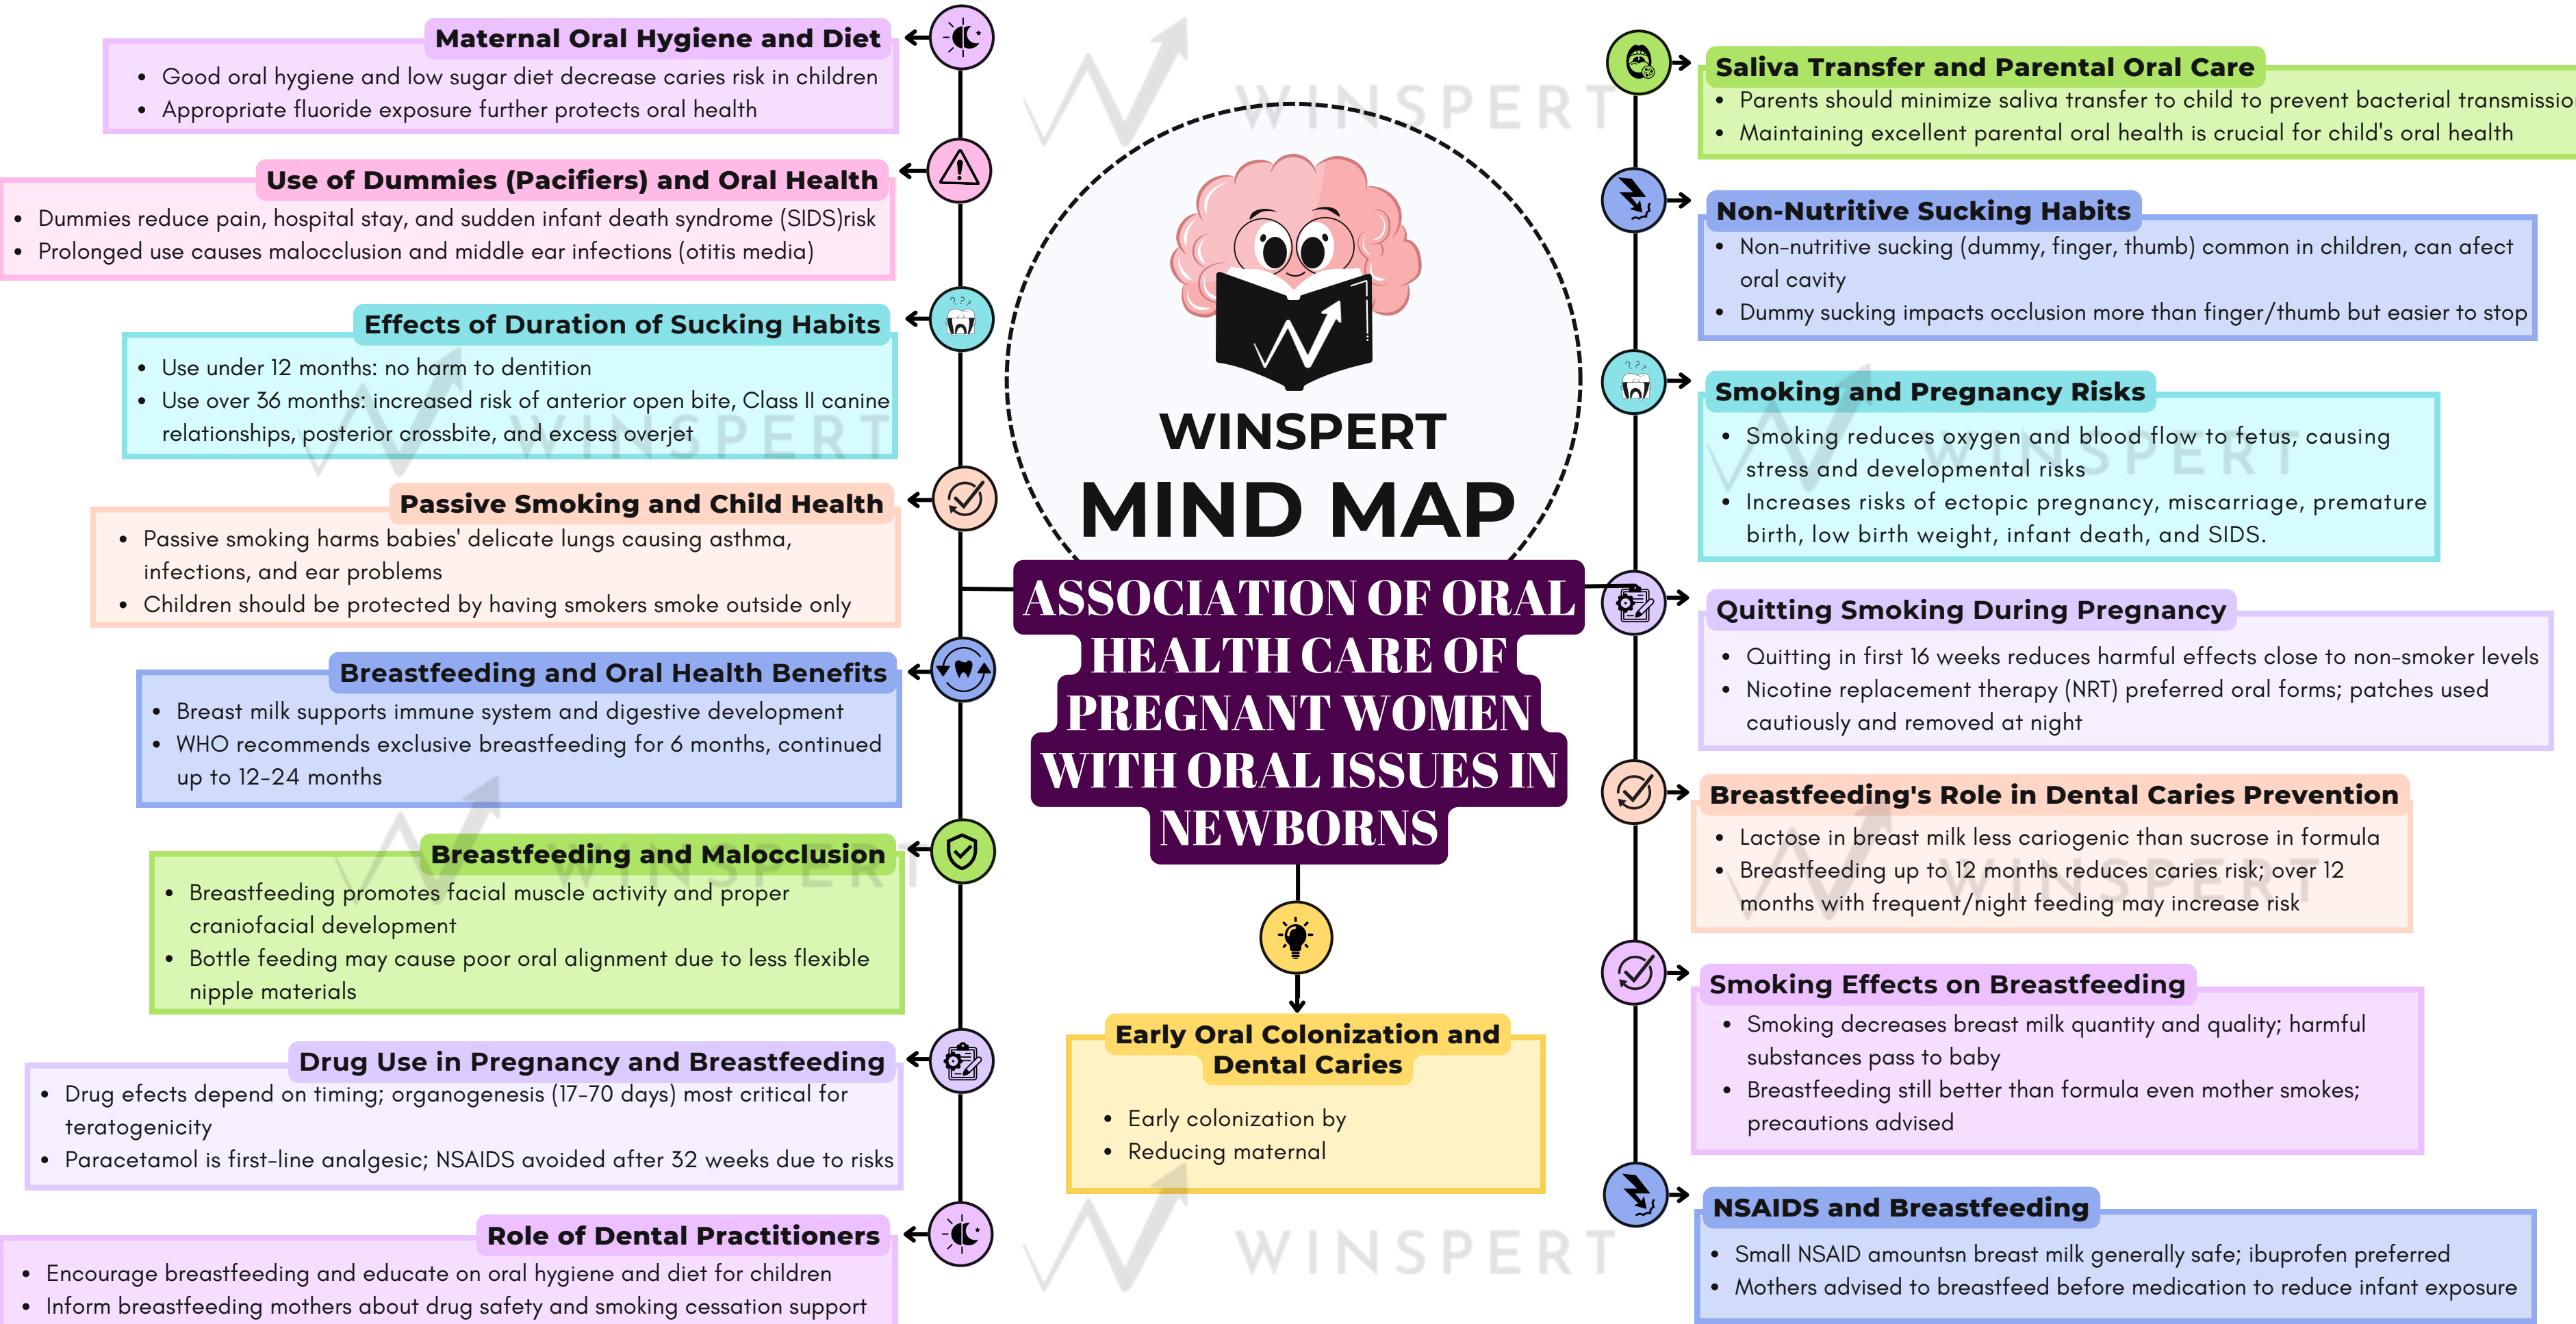 Maternal Oral Hygiene and Diet
Good oral hygiene and low sugar diet decrease caries risk in children
Appropriate fluoride exposure further protects oral health
Use of Dummies (Pacifiers) and Oral Health
Dummies reduce pain, hospital stay, and sudden infant death syndrome (SIDS)risk
Prolonged use causes malocclusion and middle ear infections (otitis media)
Effects of Duration of Sucking Habits
Use under 12 months: no harm to dentition
Use over 36 months: increased risk of anterior open bite, Class II canine
relationships, posterior crossbite, and excess overjet
Passive Smoking and Child Health
Passive smoking harms babies' delicate lungs causing asthma,
infections, and ear problems
Children should be protected by having smokers smoke outside only
Breastfeeding and Oral Health Benefits
Breast milk supports immune system and digestive development
WHO recommends exclusive breastfeeding for 6 months, continued
up to 12-24 months
Breastfeeding and Malocclusion
Breastfeeding promotes facial muscle activity and proper
craniofacial development
Bottle feeding may cause poor oral alignment due to less flexible
nipple materials
Drug Use in Pregnancy and Breastfeeding
Drug efects depend on timing; organogenesis (17-70 days) most critical for
teratogenicity
Paracetamol is first-line analgesic; NSAIDS avoided after 32 weeks due to risks
Role of Dental Practitioners
Encourage breastfeeding and educate on oral hygiene and diet for children
Inform breastfeeding mothers about drug safety and smoking cessation support
WINSPERT
WINSPERT
MIND MAP
ASSOCIATION OF ORAL
HEALTH CARE OF
PREGNANT WOMEN
WITH ORAL ISSUES IN
NEWBORNS
Early Oral Colonization and
Dental Caries
Early colonization by
Reducing maternal
WINSPERT
Saliva Transfer and Parental Oral Care
Parents should minimize saliva transfer to child to prevent bacterial transmissio
Maintaining excellent parental oral health is crucial for child's oral health
Non-Nutritive Sucking Habits
Non-nutritive sucking (dummy, finger, thumb) common in children, can afect
oral cavity
Dummy sucking impacts occlusion more than finger/thumb but easier to stop
Smoking and Pregnancy Risks
Smoking reduces oxygen and blood flow to fetus, causing
stress and developmental risks
Increases risks of ectopic pregnancy, miscarriage, premature
birth, low birth weight, infant death, and SIDS.
Quitting Smoking During Pregnancy
Quitting in first 16 weeks reduces harmful effects close to non-smoker levels
Nicotine replacement therapy (NRT) preferred oral forms; patches used
cautiously and removed at night
Breastfeeding's Role in Dental Caries Prevention
Lactose in breast milk less cariogenic than sucrose in formula
Breastfeeding up to 12 months reduces caries risk; over 12
months with frequent/night feeding may increase risk
Smoking Effects on Breastfeeding
Smoking decreases breast milk quantity and quality; harmful
substances pass to baby
Breastfeeding still better than formula even mother smokes;
precautions advised
NSAIDS and Breastfeeding
Small NSAID amountsn breast milk generally safe; ibuprofen preferred
Mothers advised to breastfeed before medication to reduce infant exposure
WINSPERT
WINSPERT
WINSPERT
WINSPERT